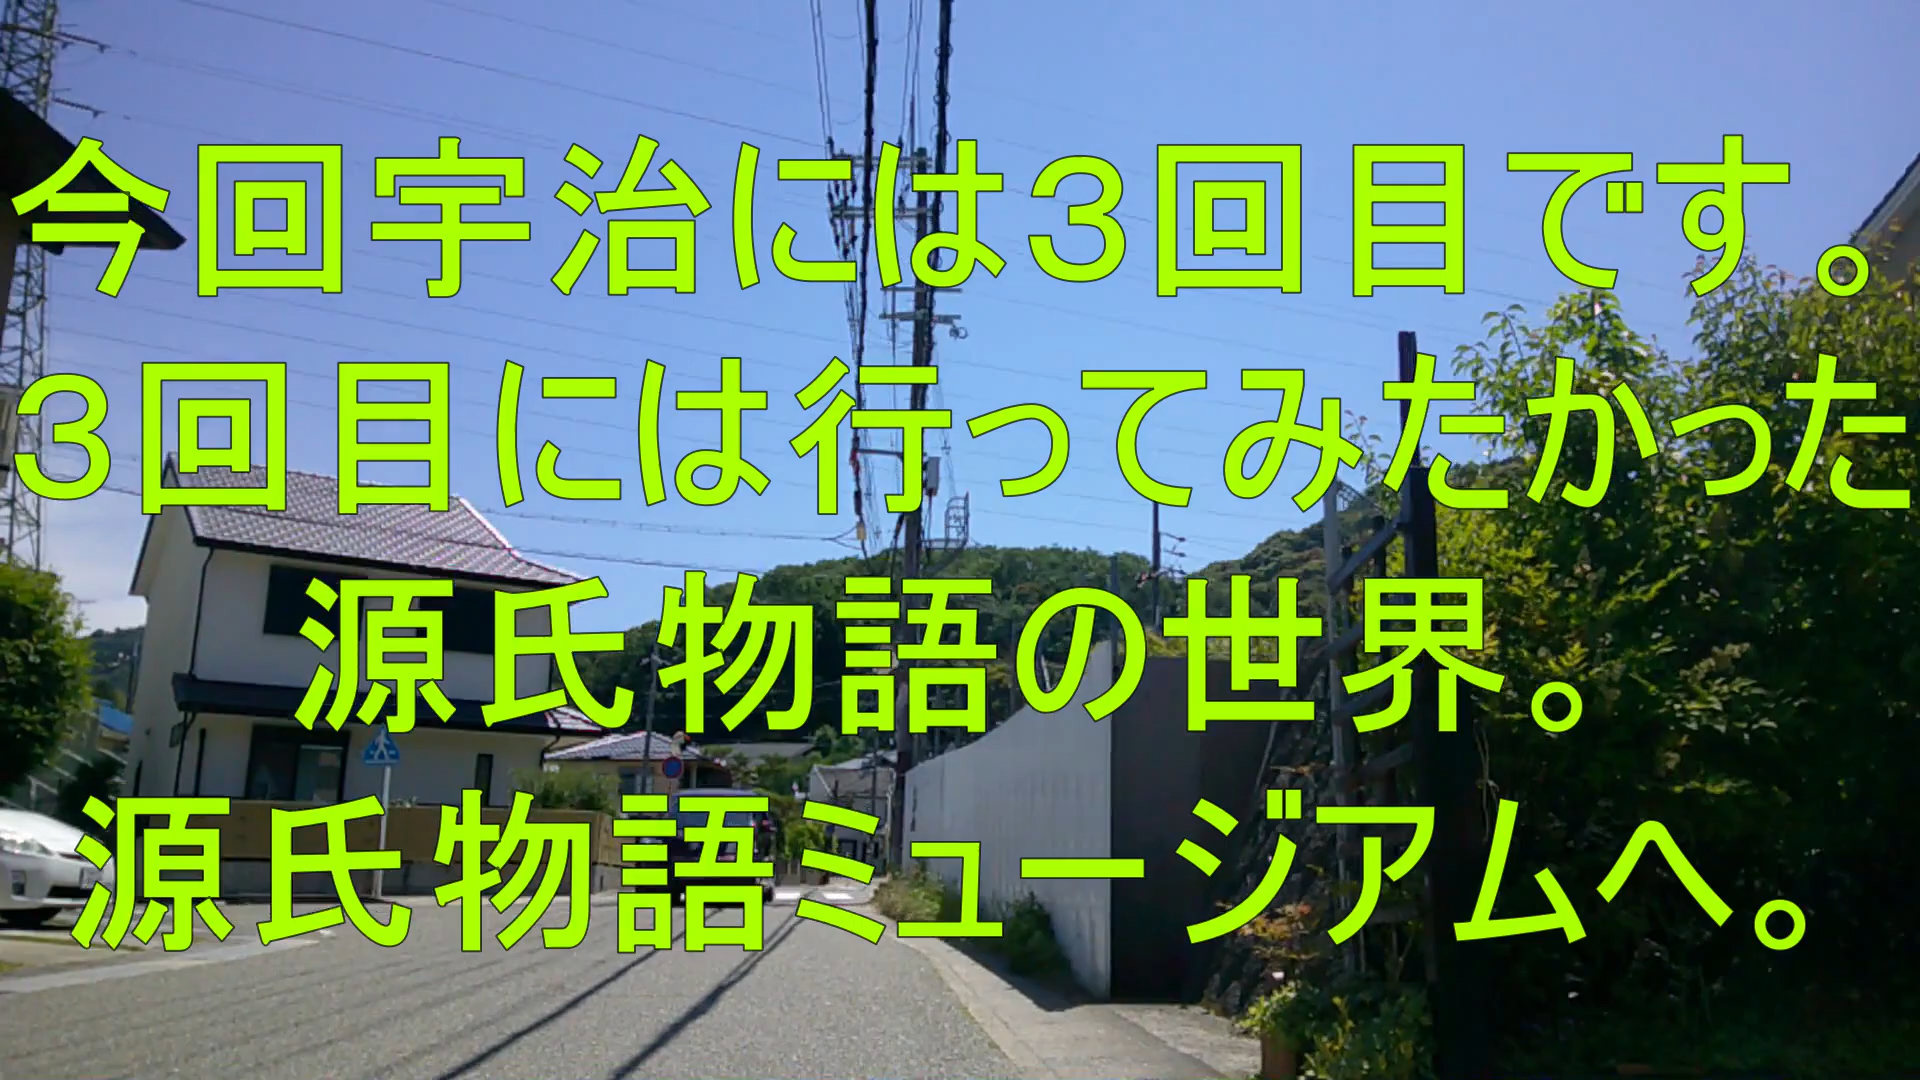 今回宇治には３回目です。
３回目には行ってみたかった
源氏物語の世界。
源氏物語ミュージアムへ。